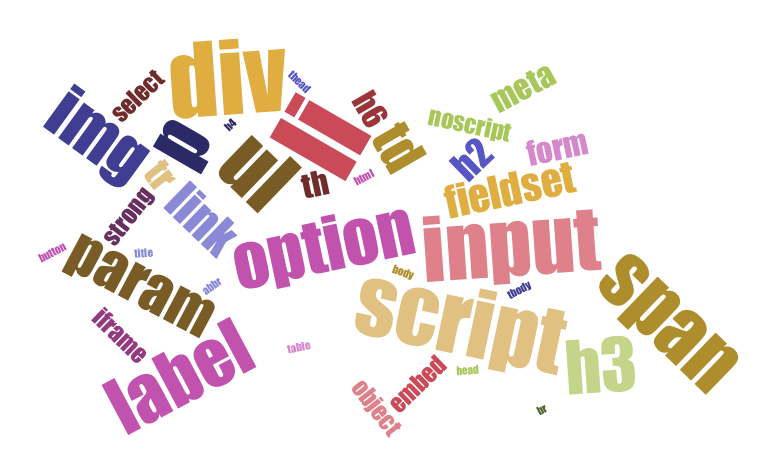 div
thead
select
img
p
h4
ul
li
h6
td
meta
noscript
h2
form
tr
th
html
fieldset
strong
link
option
input
button
title
param
abbr
body
tbody
span
script
iframe
label
table
h3
head
embed
object
br